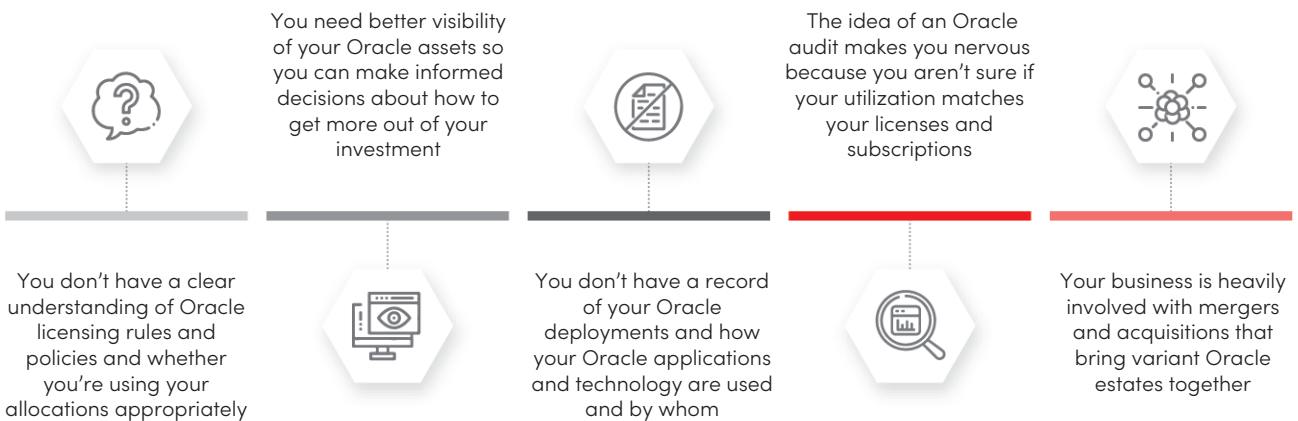 You don't have a clear
understanding of Oracle
licensing rules and
policies and whether
you're using your
allocations appropriately
You need better visibility
of your Oracle assets so
you can make informed
decisions about how to
get more out of your
investment
You don't have a record
of your Oracle
deployments and how
your Oracle applications
and technology are used
and by whom
The idea of an Oracle
audit makes you nervous
because you aren't sure if
your utilization matches
your licenses and
subscriptions
Your business is heavily
involved with mergers
and acquisitions that
bring variant Oracle
estates together